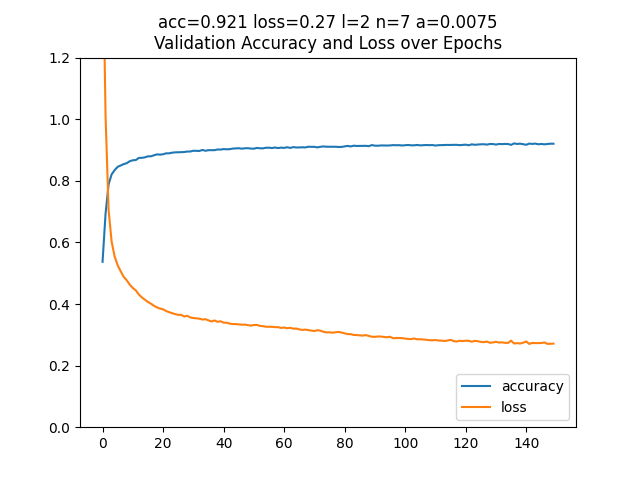 acc=0.921 loss=0.27 l=2 n=7 a=0.0075
Validation Accuracy and Loss over Epochs
1.2
1.0
0.8
0.6
0.4
0.2
0.0
0 20 40 60 80 100 120 140
accuracy
loss